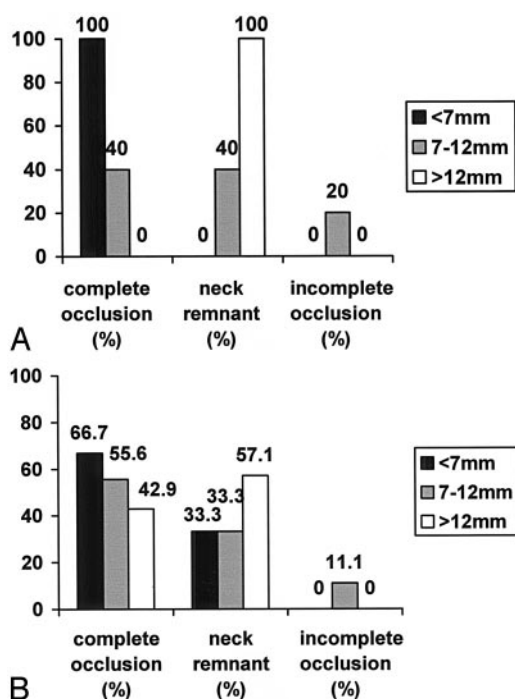 100
100
100
80
60
40
20
0
40
0
0
40
0
20
0
complete occlusion (%)
neck remnant (%)
incomplete occlusion (%)
<7mm
7-12mm
>12mm
A
100
80
60
40
20
0
66.7
55.6
42.9
33.3
33.3
57.1
0
11.1
0
complete occlusion (%)
neck remnant (%)
incomplete occlusion (%)
<7mm
7-12mm
>12mm
B